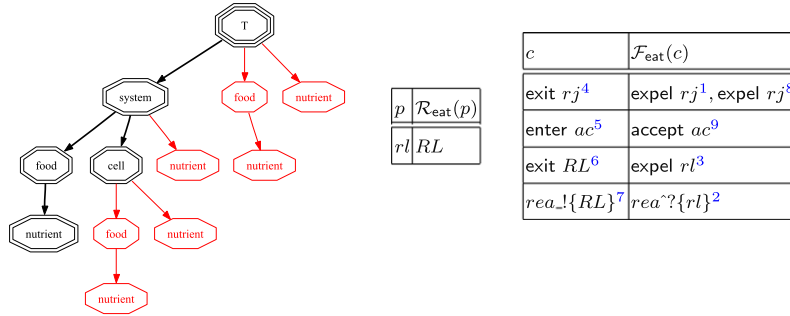 T
system
food
nutrient
food
cell
nutrient
nutrient
nutrient
food
nutrient
nutrient
p R_eat(p)
rl RL
c F_eat(c)
exit rj^4 expel rj^1, expel rj^8
enter ac^5 accept ac^9
exit RL^6 expel rl^3
rea_!{RL}^7 rea^?{rl}^2